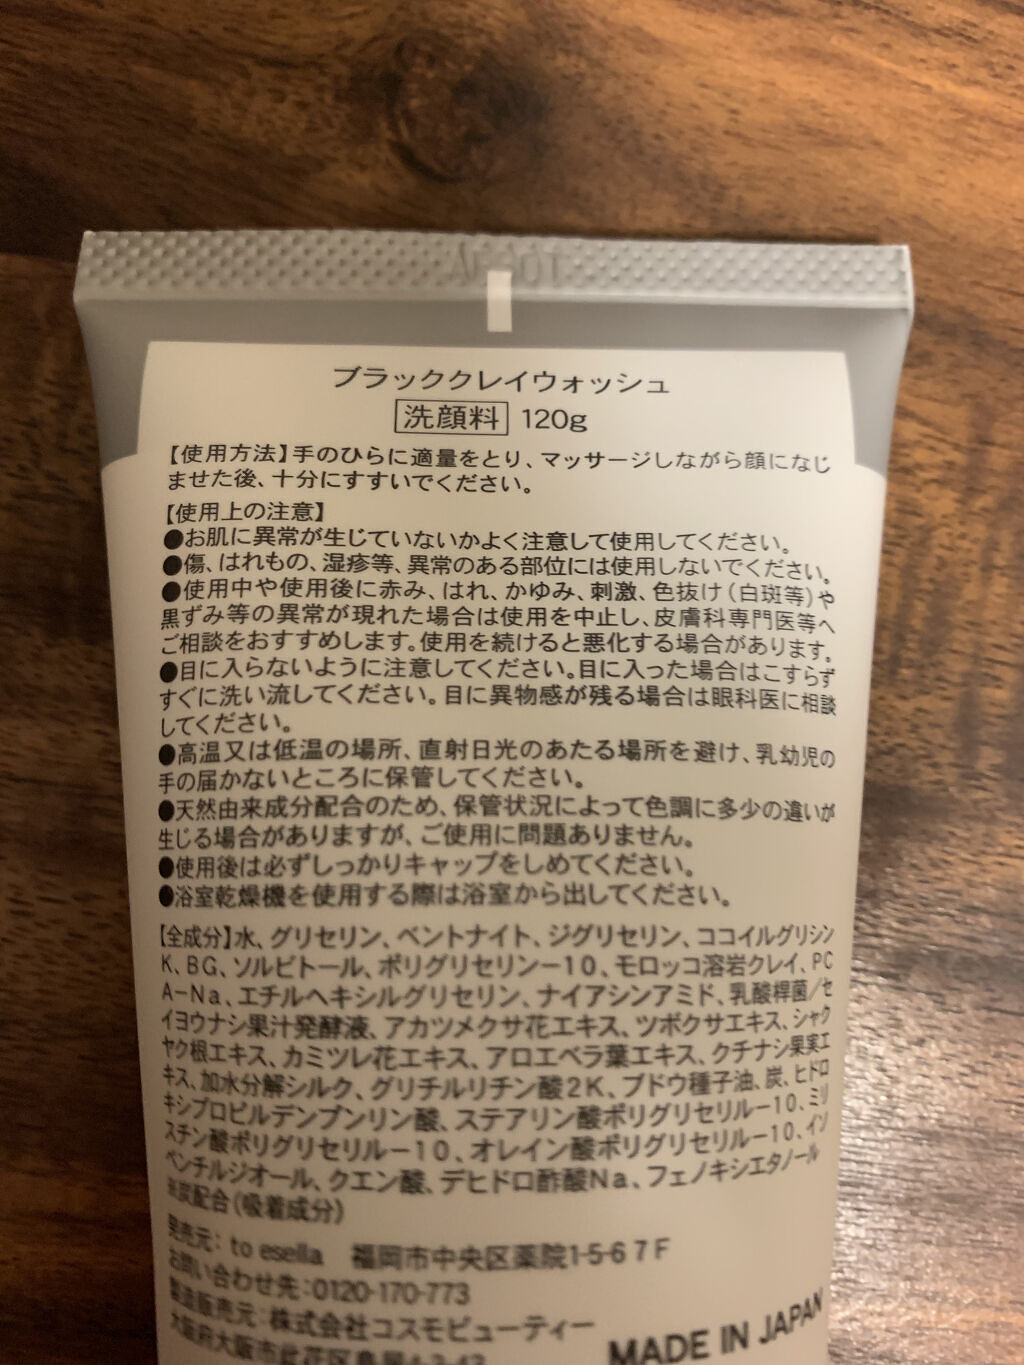 ブラッククレイウォッシュ
洗顔料 120g
【使用方法】手のひらに適量をとり、マッサージしながら顔になじ
ませた後、十分にすすいでください。
【使用上の注意】
●お肌に異常が生じていないかよく注意して使用してください。
●傷、はれもの、湿疹等、異常のある部位には使用しないでください。
●使用中や使用後に赤み、はれ、かゆみ、刺激、色抜け(白斑等)や
黒ずみ等の異常が現れた場合は使用を中止し、皮膚科専門医等へ
ご相談をおすすめします。使用を続けると悪化する場合があります。
●目に入らないように注意してください。目に入った場合はこすらず
すぐに洗い流してください。目に異物感が残る場合は眼科医に相談
してください。
●高温又は低温の場所、直射日光のあたる場所を避け、乳幼児の
手の届かないところに保管してください。
●天然由来成分配合のため、保管状況によって色調に多少の違いが
生じる場合がありますが、ご使用に問題ありません。
●使用後は必ずしっかりキャップをしめてください。
●浴室乾燥機を使用する際は浴室から出してください。
【全成分】水、グリセリン、ベントナイト、ジグリセリン、ココイルグリシン
K、BG、ソルビトール、ポリグリセリン－10、モロッコ溶岩クレイ、PC
A－Na、エチルヘキシルグリセリン、ナイアシンアミド、乳酸桿菌／セ
イヨウナシ果汁発酵液、アカツメクサ花エキス、ツボクサエキス、シャク
ヤク根エキス、カミツレ花エキス、アロエベラ葉エキス、クチナシ果実エ
キス、加水分解シルク、グリチルリチン酸2K、ブドウ種子油、炭、ヒドロ
キシプロピルデンプンリン酸、ステアリン酸ポリグリセリル－10、ミリ
スチン酸ポリグリセリル－10、オレイン酸ポリグリセリル－10、イソ
ペンチルジオール、クエン酸、デヒドロ酢酸Na、フェノキシエタノール
炭配合(吸着成分)
発売元：to esella 福岡市中央区薬院1-5-6 7F
お問い合わせ先：0120-170-773
製造販売元：株式会社コスモビューティー
大阪府大阪市此花区島屋4-2-43
MADE IN JAPAN